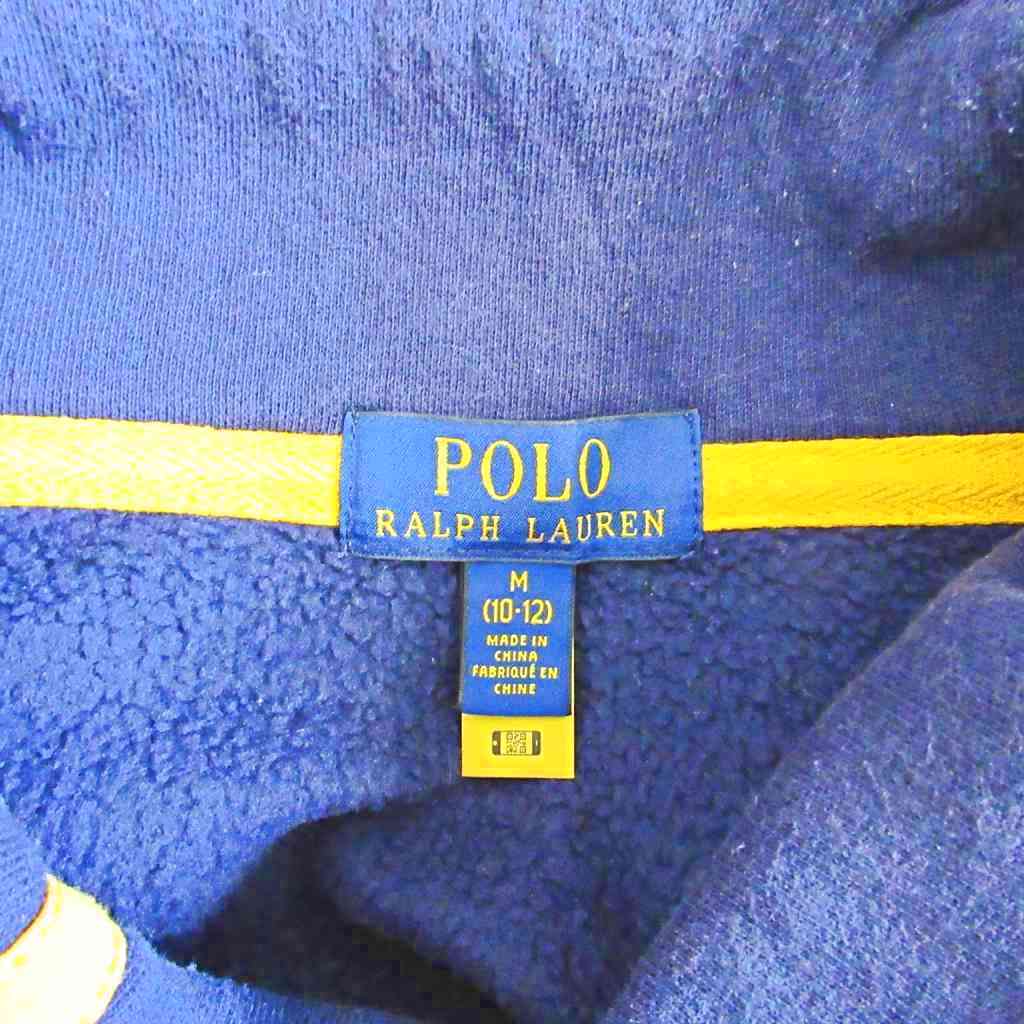 POLO
RALPH LAUREN
M
(10-12)
MADE IN
CHINA
FABRIQUÉ EN
CHINE